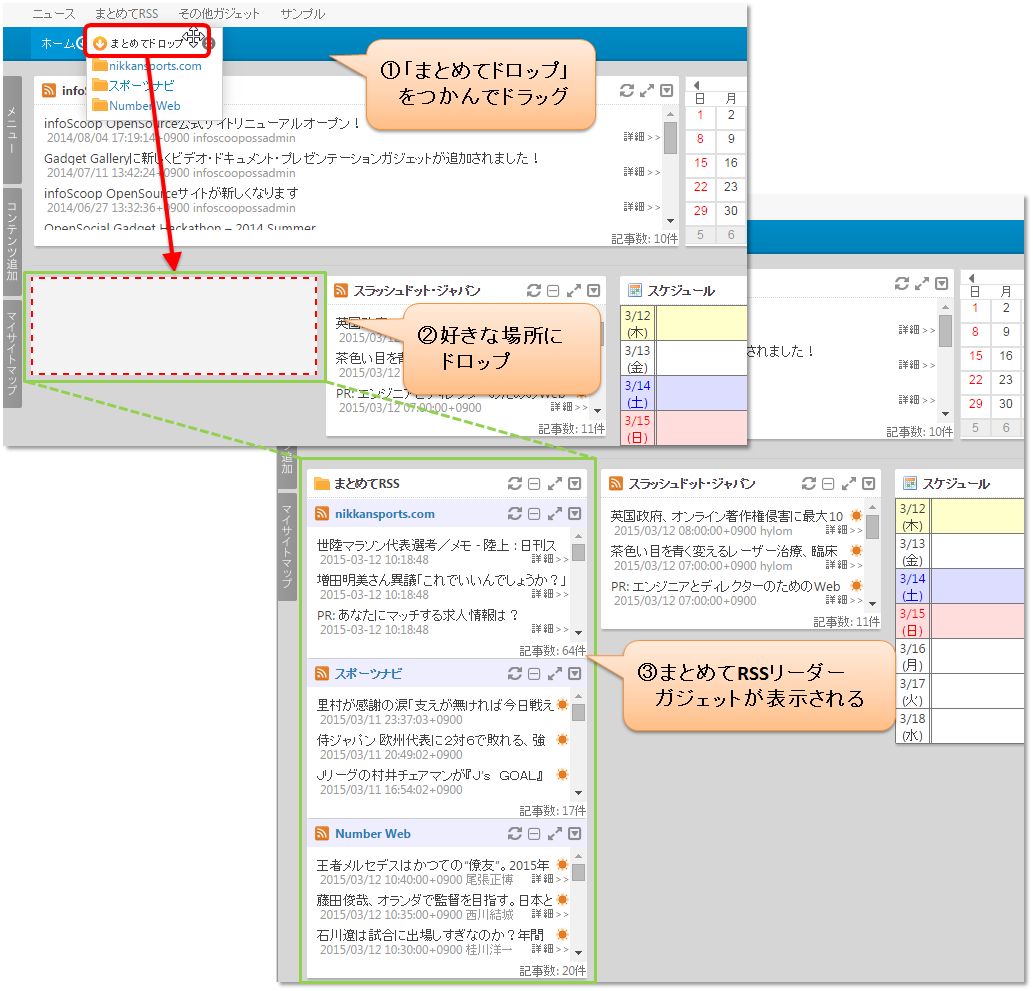 ニュース まとめてRSS その他ガジェット サンプル
ホーム
まとめてドロップ
nikkansports.com
スポーツナビ
Number Web
①「まとめてドロップ」
をつかんでドラッグ
メニュー
コンテンツ追加
マイサイトマップ
infoS
infoScoop OpenSource公式サイトリニューアルオープン！
2014/08/04 17:19:14+0900 infoscoopossadmin
詳細>>
Gadget Galleryに新しくビデオ・ドキュメント・プレゼンテーションガジェットが追加されました！
2014/07/11 13:42:24+0900 infoscoopossadmin
詳細>>
infoScoop OpenSourceサイトが新しくなります
2014/06/27 13:32:36+0900 infoscoopossadmin
詳細>>
OpenSocial Gadget Hackathon – 2014 Summer
記事数: 10件
日 月
1 2
8 9
15 16
22 23
29 30
5 6
スラッシュドット・ジャパン
英国政府
2015/03/12
茶色い目を青
2015/03/12
PR: エンジニアとディレクターのためのWeb
2015/03/12 07:00:00+0900
詳細>>
記事数: 11件
②好きな場所に
ドロップ
スケジュール
3/12
(木)
3/13
(金)
3/14
(土)
3/15
(日)
詳細>>
されました！
詳細>>
詳細>>
記事数: 10件
日 月
1 2
8 9
15 16
22 23
29 30
5 6
追加
マイサイトマップ
まとめてRSS
nikkansports.com
世陸マラソン代表選考／メモ - 陸上 : 日刊ス
2015-03-12 10:18:48
詳細>>
増田明美さん異議「これでいいんでしょうか？」
2015-03-12 10:18:48
詳細>>
PR: あなたにマッチする求人情報は？
2015-03-12 10:18:48
詳細>>
記事数: 64件
スポーツナビ
里村が感謝の涙「支えが無ければ今日戦え
2015/03/11 23:37:03+0900
侍ジャパン 欧州代表に２対６で敗れる、強
2015/03/11 20:49:02+0900
Jリーグの村井チェアマンが『J's GOAL』
2015/03/11 16:54:02+0900
記事数: 17件
Number Web
王者メルセデスはかつての“僚友”。2015年
2015/03/12 10:40:00+0900 尾張正博
詳細>>
藤田俊哉、オランダで監督を目指す。日本と
2015/03/12 10:35:00+0900 西川結城
詳細>>
石川遼は試合に出場しすぎなのか？年間
2015/03/12 10:30:00+0900 桂川洋一
詳細>>
記事数: 20件
スラッシュドット・ジャパン
英国政府、オンライン著作権侵害に最大10
2015/03/12 08:00:00+0900 hylom
詳細>>
茶色い目を青く変えるレーザー治療、臨床
2015/03/12 07:00:00+0900 hylom
詳細>>
PR: エンジニアとディレクターのためのWeb
2015/03/12 07:00:00+0900
詳細>>
記事数: 11件
③まとめてRSSリーダー
ガジェットが表示される
スケジュール
3/12
(木)
3/13
(金)
3/14
(土)
3/15
(日)
3/16
(月)
3/17
(火)
3/18
(水)